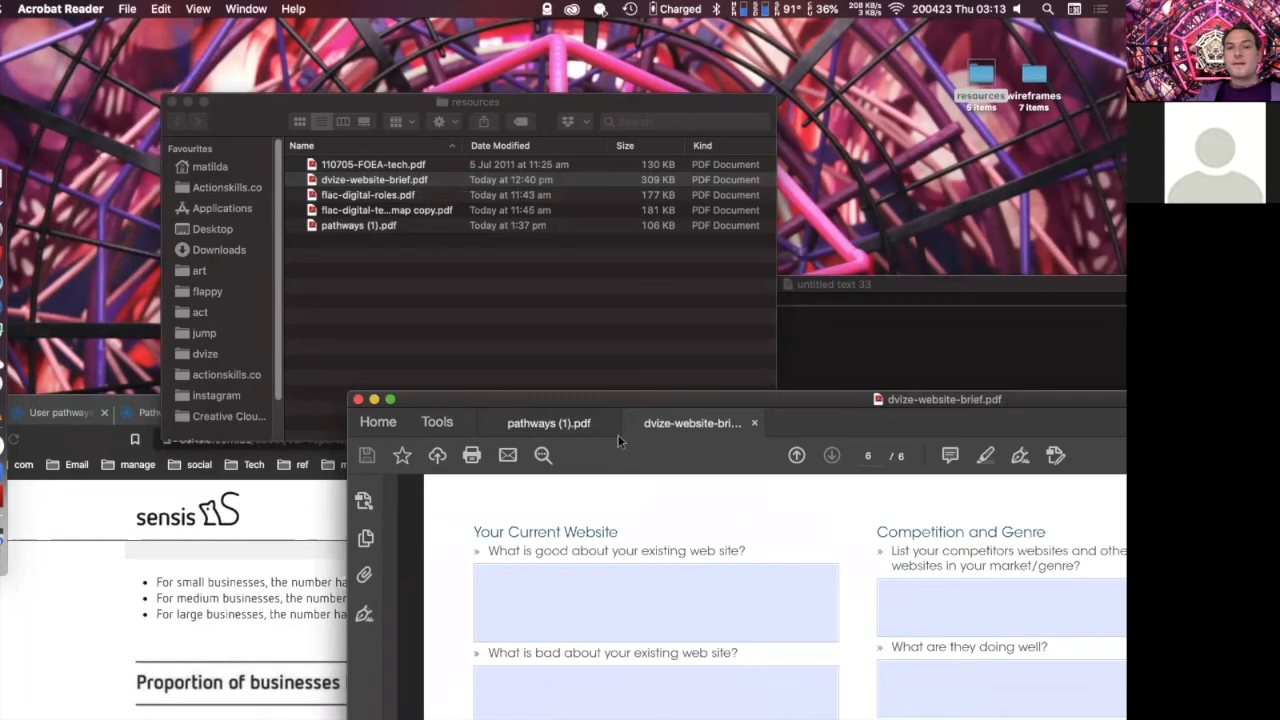 Acrobat Reader File Edit View Window Help Charged 91° 36% 2GB KB/s 3 KB/s 200423 Thu 03:13
resources
5 items
wireframes
7 items
resources
Search
Favourites
matilda
Actionskills.co
Applications
Desktop
Downloads
art
flappy
act
jump
dvize
actionskills.co
instagram
Creative Clou...
Name Date Modified Size Kind
110705-FOEA-tech.pdf 5 Jul 2011 at 11:25 am 130 KB PDF Document
dvize-website-brief.pdf Today at 12:40 pm 309 KB PDF Document
flac-digital-roles.pdf Today at 11:43 am 177 KB PDF Document
flac-digital-te...map copy.pdf Today at 11:45 am 181 KB PDF Document
pathways (1).pdf Today at 1:37 pm 106 KB PDF Document
untitled text 33
User pathway Path
com Email manage social Tech ref
sensis
• For small businesses, the number ha
• For medium businesses, the number
• For large businesses, the number ha
Proportion of businesses
dvize-website-brief.pdf
Home Tools pathways (1).pdf dvize-website-bri...
6 / 6
Your Current Website
» What is good about your existing web site?
» What is bad about your existing web site?
Competition and Genre
» List your competitors websites and othe
websites in your market/genre?
» What are they doing well?